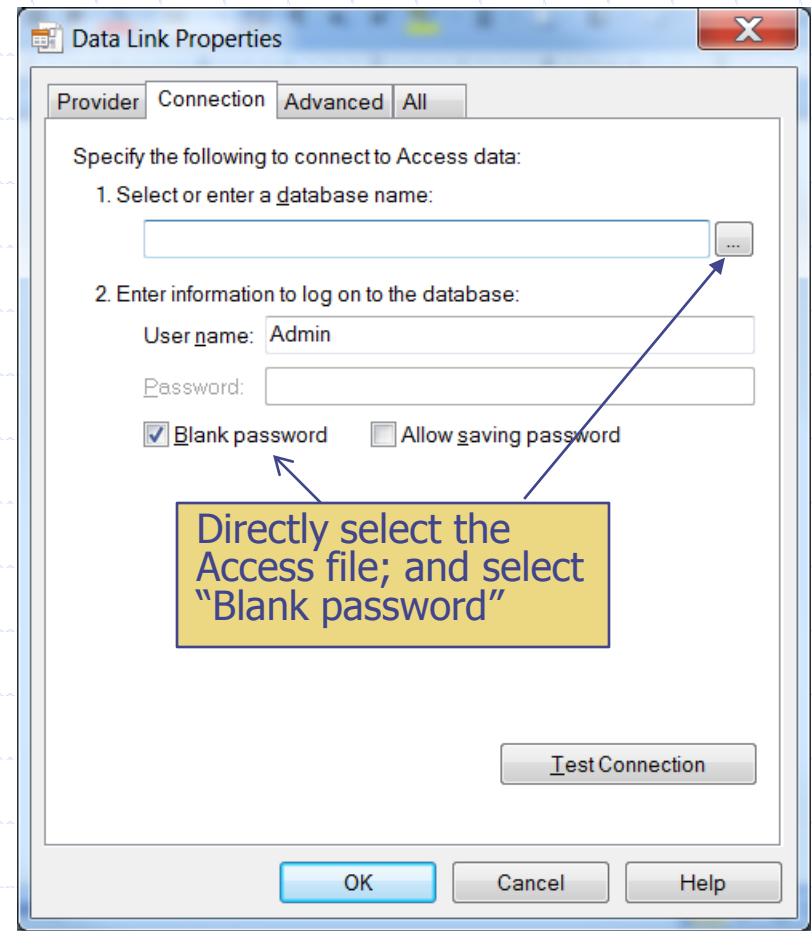 Data Link Properties
Provider Connection Advanced All
Specify the following to connect to Access data:
1. Select or enter a database name:
...
2. Enter information to log on to the database:
User name: Admin
Password:
Blank password Allow saving password
Directly select the
Access file; and select
“Blank password”
Test Connection
OK Cancel Help